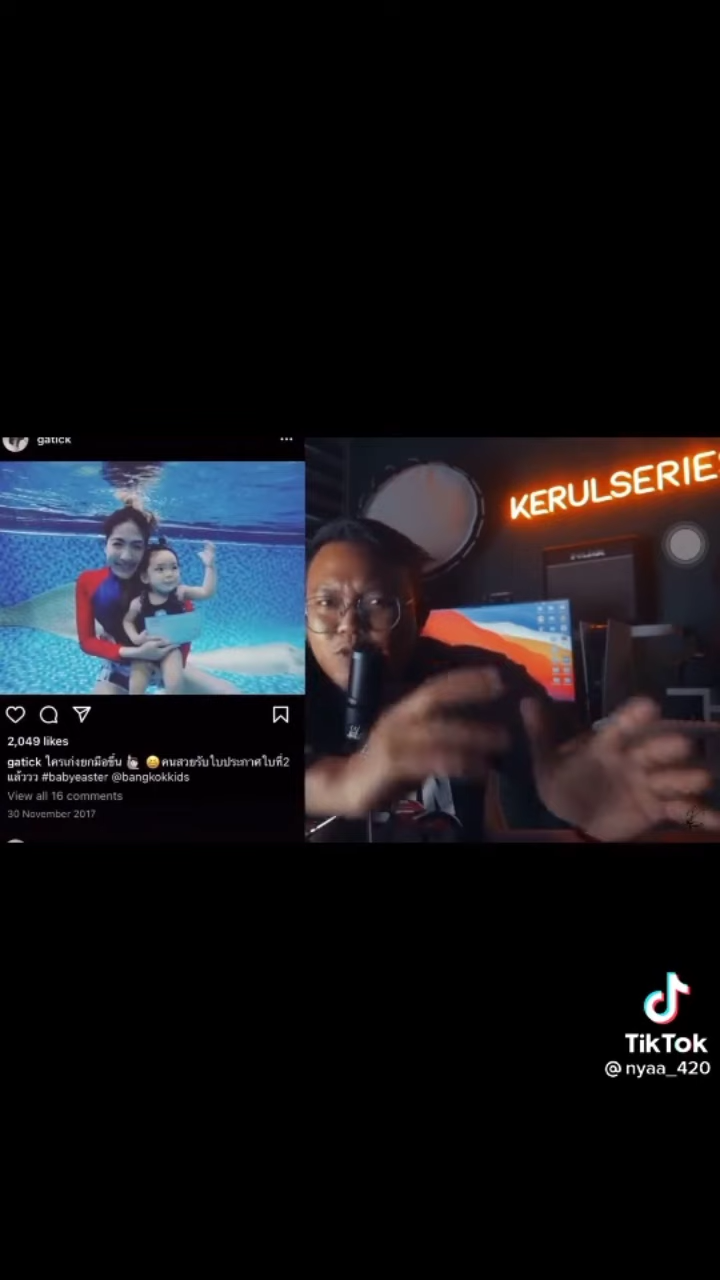 gatick
KERULSERIES
2,049 likes
gatick ใครเก่งยกมือขึ้น 🙋🏻 😄 คนสวยรับใบประกาศใบที่2
แล้ววว #babyeaster @bangkokkids
View all 16 comments
30 November 2017
TikTok
@nyaa_420